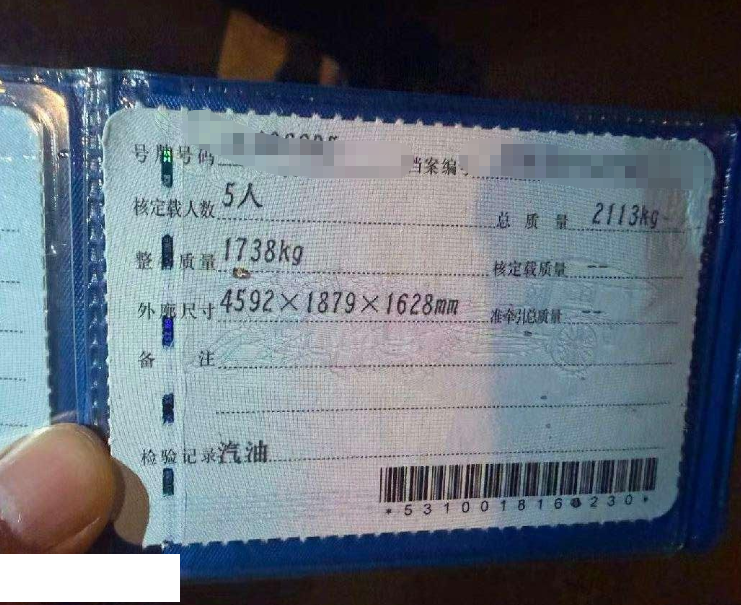 号牌号码 档案编号
核定载人数 5人 总质量 2113kg
整备质量 1738kg 核定载质量 --
外廓尺寸 4592×1879×1628mm 准牵引总质量 --
备注
检验记录 汽油